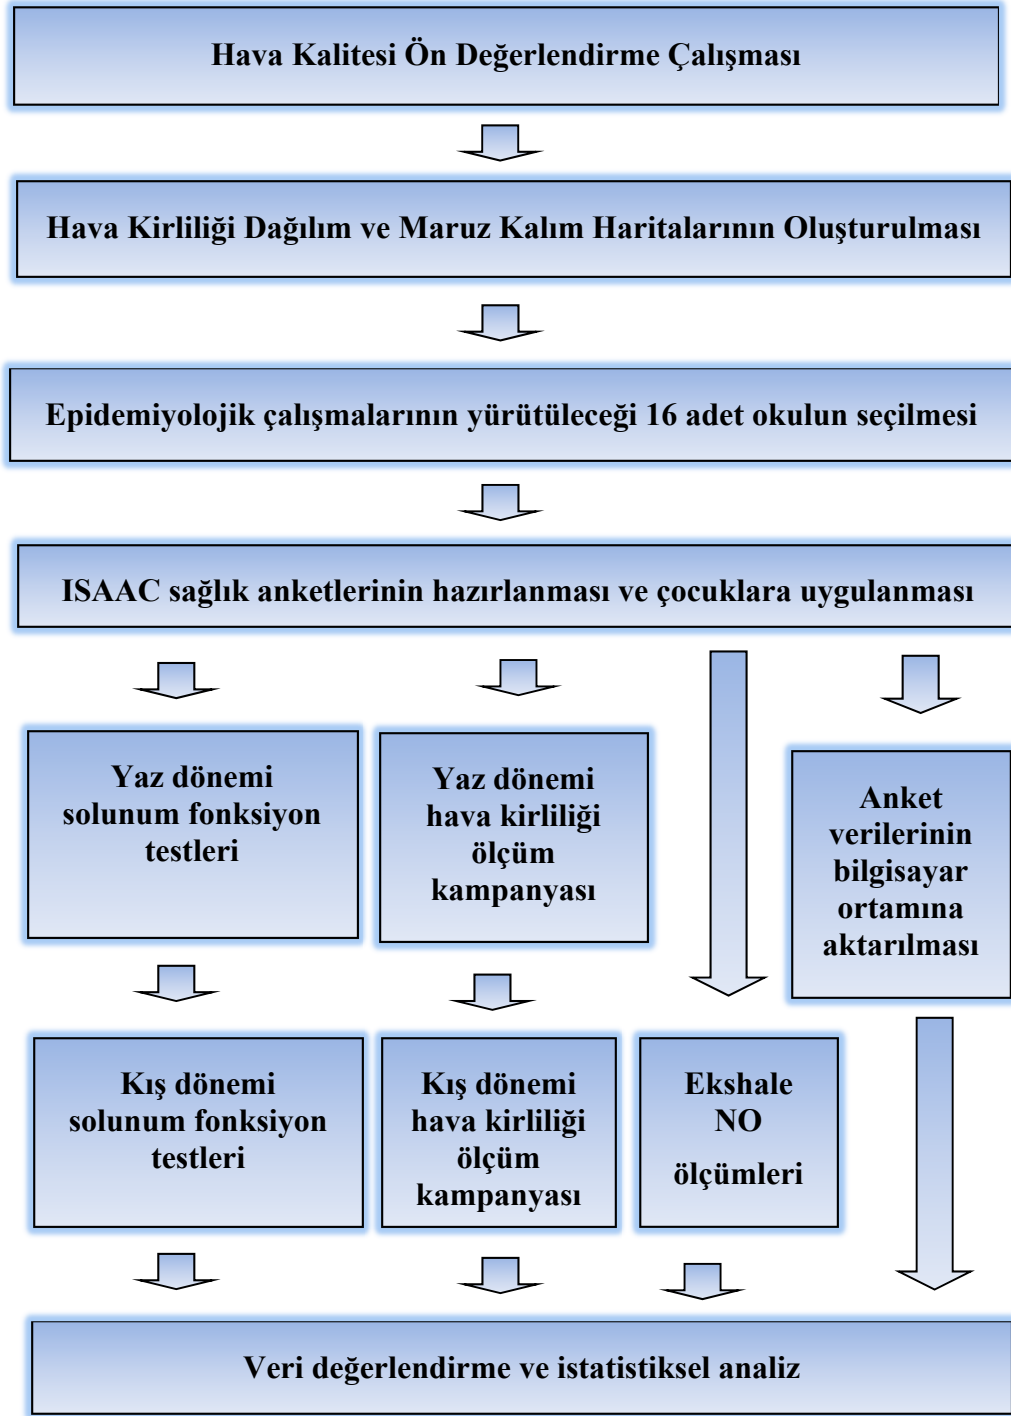 Hava Kalitesi Ön Değerlendirme Çalışması
Hava Kirliliği Dağılım ve Maruz Kalım Haritalarının Oluşturulması
Epidemiyolojik çalışmalarının yürütüleceği 16 adet okulun seçilmesi
ISAAC sağlık anketlerinin hazırlanması ve çocuklara uygulanması
Yaz dönemi
solunum fonksiyon
testleri
Yaz dönemi
hava kirliliği
ölçüm
kampanyası
Anket
verilerinin
bilgisayar
ortamına
aktarılması
Kış dönemi
solunum fonksiyon
testleri
Kış dönemi
hava kirliliği
ölçüm
kampanyası
Ekshale
NO
ölçümleri
Veri değerlendirme ve istatistiksel analiz